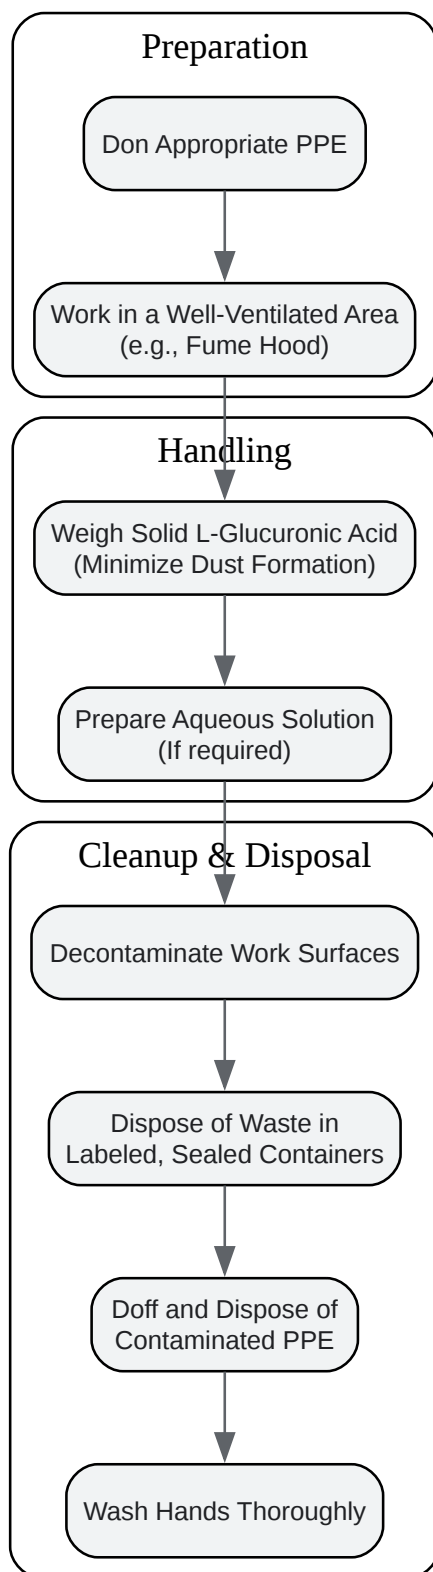 Preparation
Don Appropriate PPE
Work in a Well-Ventilated Area
(e.g., Fume Hood)
Handling
Weigh Solid L-Glucuronic Acid
(Minimize Dust Formation)
Prepare Aqueous Solution
(If required)
Cleanup & Disposal
Decontaminate Work Surfaces
Dispose of Waste in
Labeled, Sealed Containers
Doff and Dispose of
Contaminated PPE
Wash Hands Thoroughly